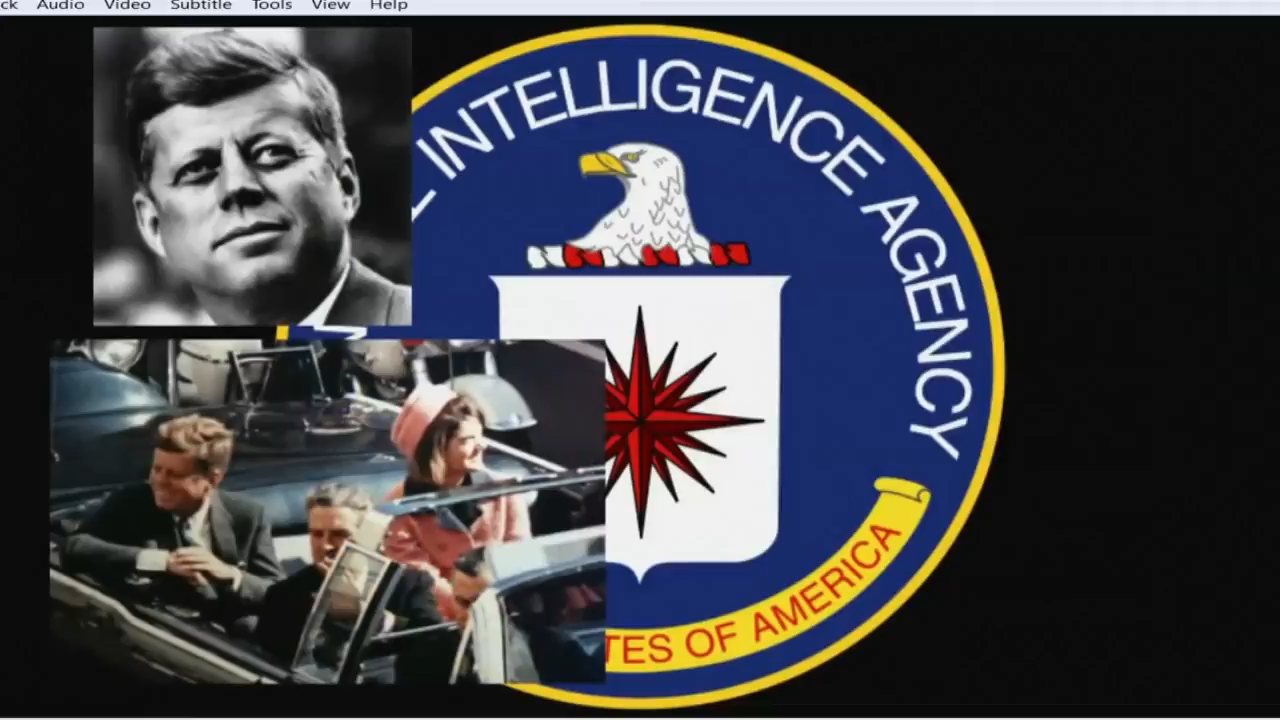 ck Audio Video Subtitle Tools View Help
L INTELLIGENCE AGENCY
TES OF AMERICA